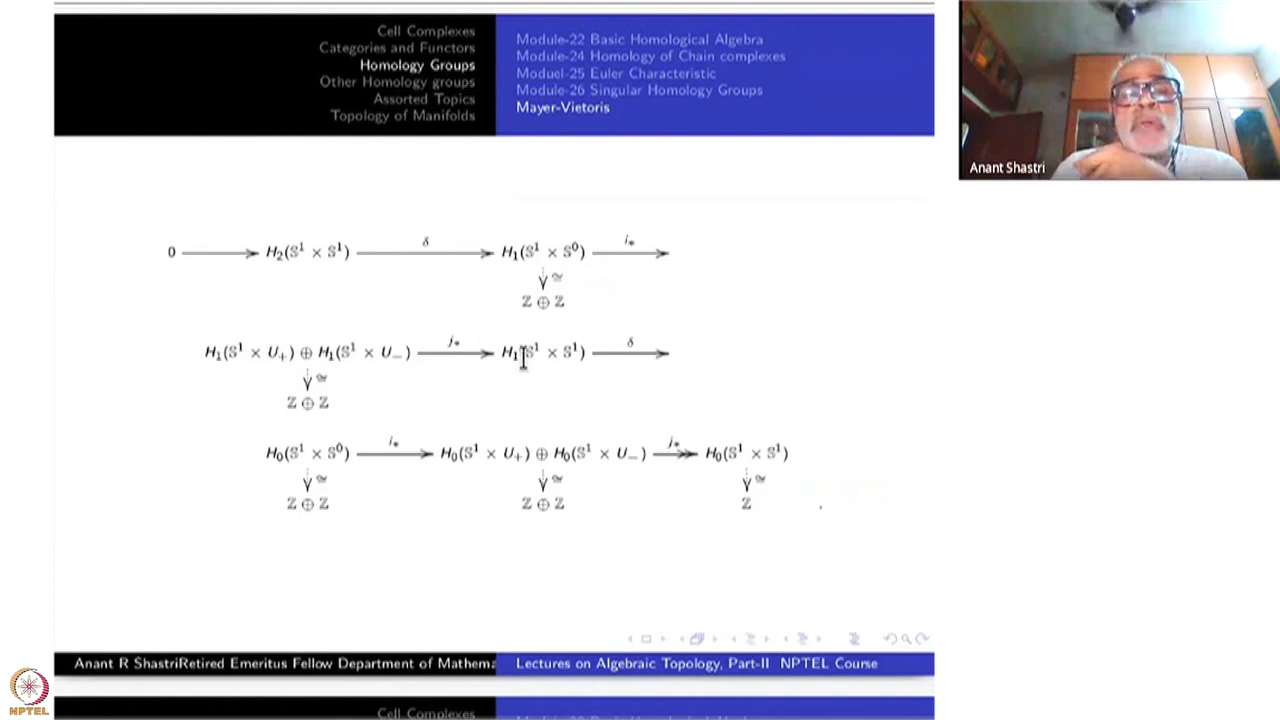 Cell Complexes
Categories and Functors
Homology Groups
Other Homology groups
Assorted Topics
Topology of Manifolds
Module-22 Basic Homological Algebra
Module-24 Homology of Chain complexes
Moduel-25 Euler Characteristic
Module-26 Singular Homology Groups
Mayer-Vietoris
Anant Shastri
0 → H₂(𝕊¹ × 𝕊¹) δ → H₁(𝕊¹ × 𝕊⁰) i* →
≅
ℤ ⊕ ℤ
H₁(𝕊¹ × U₊) ⊕ H₁(𝕊¹ × U₋) j* → H₁(𝕊¹ × 𝕊¹) δ →
≅
ℤ ⊕ ℤ
H₀(𝕊¹ × 𝕊⁰) i* → H₀(𝕊¹ × U₊) ⊕ H₀(𝕊¹ × U₋) j* ↠ H₀(𝕊¹ × 𝕊¹)
≅ ≅ ≅
ℤ ⊕ ℤ ℤ ⊕ ℤ ℤ .
Anant R ShastriRetired Emeritus Fellow Department of Mathema
Lectures on Algebraic Topology, Part-II NPTEL Course
NPTEL
Cell Complexes